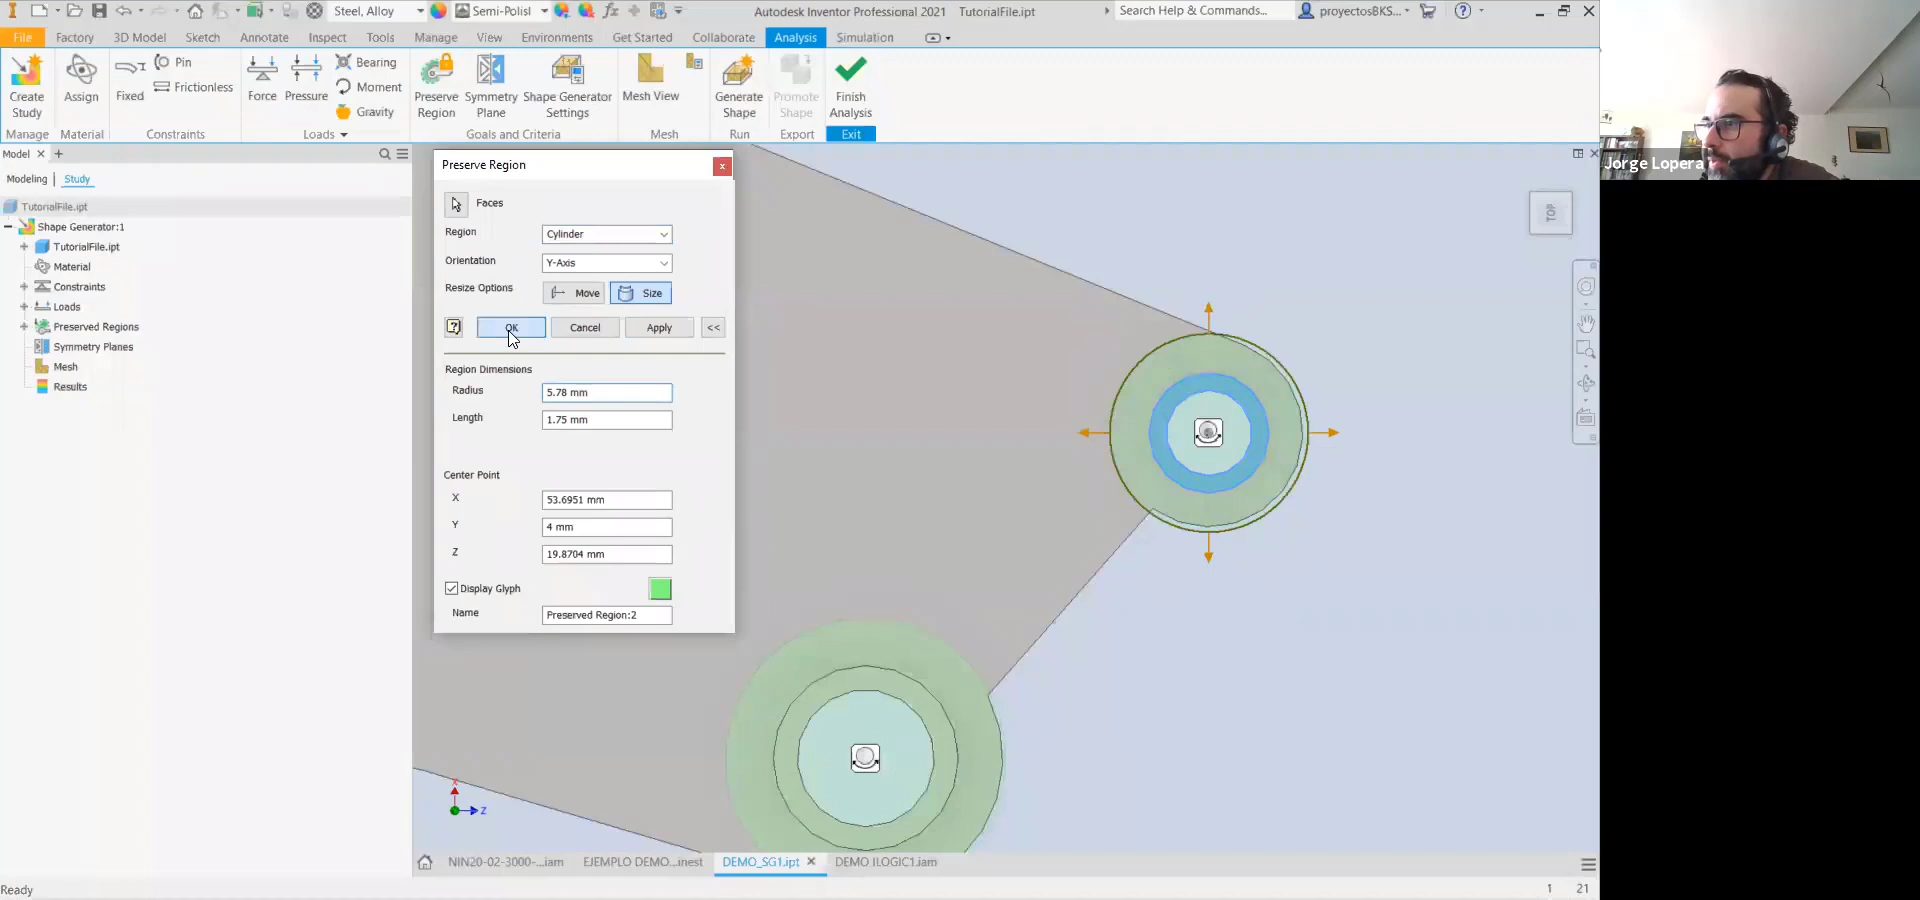 Steel, Alloy
Semi-Polisl
Autodesk Inventor Professional 2021 TutorialFile.ipt
Search Help & Commands...
proyectosBKS...
File Factory 3D Model Sketch Annotate Inspect Tools Manage View Environments Get Started Collaborate Analysis Simulation
Create Study
Assign
Fixed
Pin
Frictionless
Force
Pressure
Bearing
Moment
Gravity
Preserve Region
Symmetry Plane
Shape Generator Settings
Mesh View
Generate Shape
Promote Shape
Finish Analysis
Manage Material Constraints Loads Goals and Criteria Mesh Run Export Exit
Model
Modeling Study
TutorialFile.ipt
Shape Generator:1
TutorialFile.ipt
Material
Constraints
Loads
Preserved Regions
Symmetry Planes
Mesh
Results
Preserve Region
Faces
Region Cylinder
Orientation Y-Axis
Resize Options Move Size
OK Cancel Apply <<
Region Dimensions
Radius 5.78 mm
Length 1.75 mm
Center Point
X 53.6951 mm
Y 4 mm
Z 19.8704 mm
Display Glyph
Name Preserved Region:2
TOP
Jorge Lopera
X
Z
NIN20-02-3000-...iam EJEMPLO DEMO...inest DEMO_SG1.ipt DEMO ILOGIC1.iam
Ready
1 21